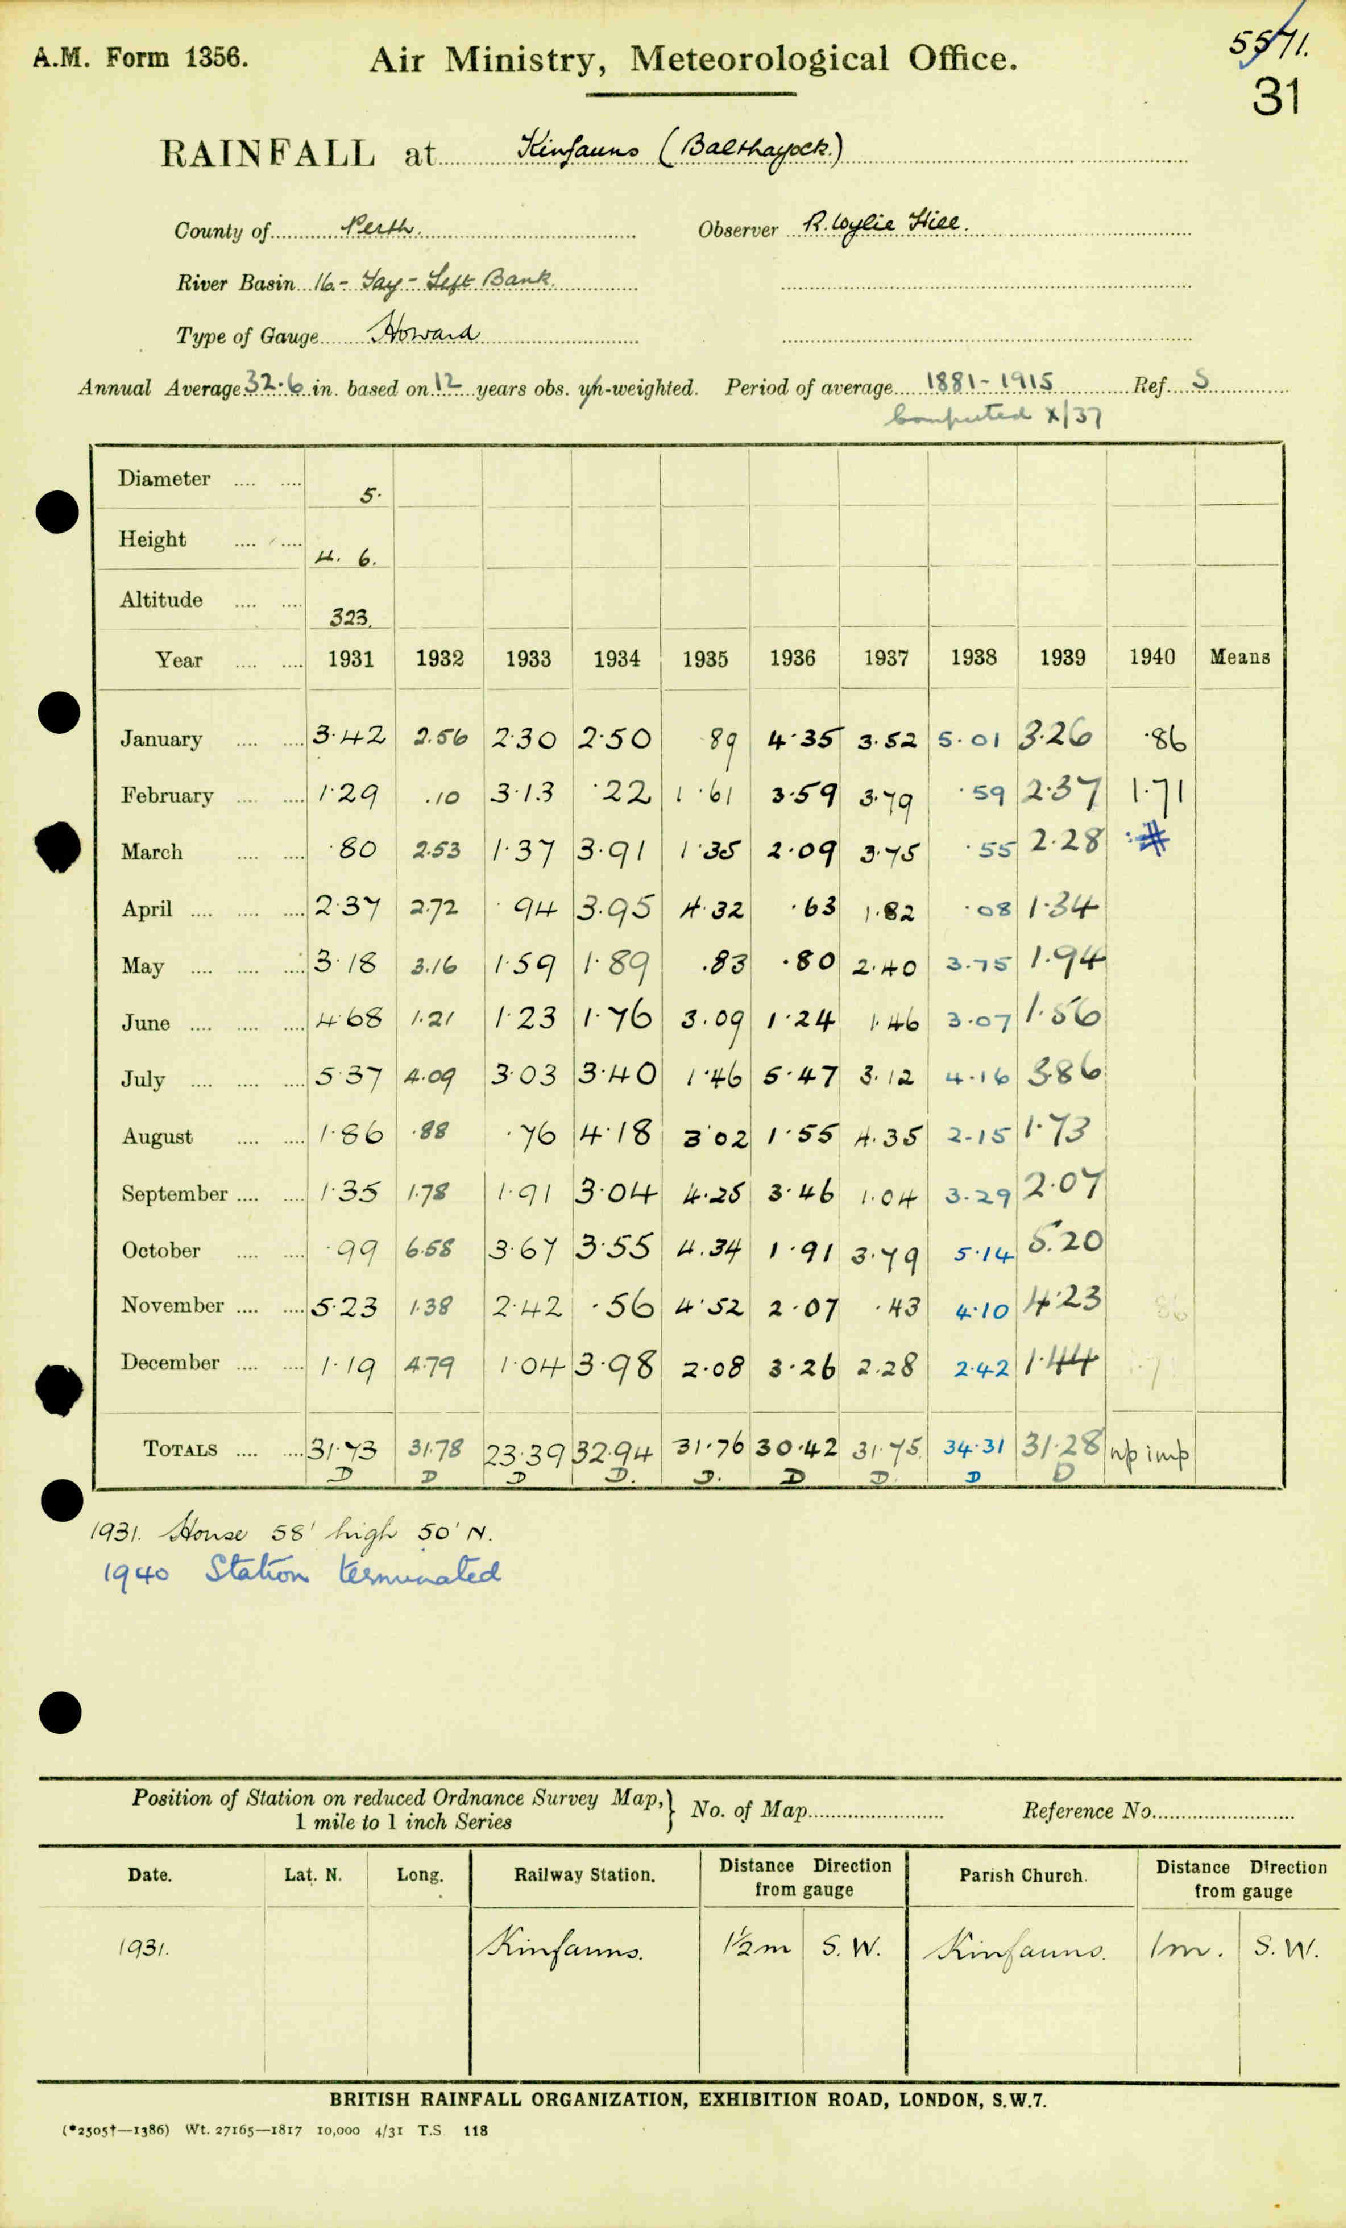 A.M. Form 1356. Air Ministry, Meteorological Office. 5571.
31
RAINFALL at Kinfauns (Balthayock.)
County of Perth. Observer R. Wylie Hill.
River Basin 16 - Tay - Left Bank.
Type of Gauge Howard
Annual Average 32.6 in. based on 12 years obs. un-weighted. Period of average 1881-1915 Ref. S
Computed X/37
Diameter .... .... 5.
Height .... .... 4. 6.
Altitude .... .... 323.
Year .... .... 1931 1932 1933 1934 1935 1936 1937 1938 1939 1940 Means
January .... .... 3.42 2.56 2.30 2.50 .89 4.35 3.52 5.01 3.26 .86
February .... .... 1.29 .10 3.13 .22 1.61 3.59 3.79 .59 2.37 1.71
March .... .... .80 2.53 1.37 3.91 1.35 2.09 3.75 .55 2.28
April .... .... .... 2.37 2.72 .94 3.95 4.32 .63 1.82 .08 1.34
May .... .... .... 3.18 3.16 1.59 1.89 .83 .80 2.40 3.75 1.94
June .... .... .... 4.68 1.21 1.23 1.76 3.09 1.24 1.46 3.07 1.56
July .... .... .... 5.37 4.09 3.03 3.40 1.46 5.47 3.12 4.16 3.86
August .... .... 1.86 .88 .76 4.18 3.02 1.55 4.35 2.15 1.73
September .... .... 1.35 1.78 1.91 3.04 4.25 3.46 1.04 3.29 2.07
October .... .... .99 6.58 3.67 3.55 4.34 1.91 3.79 5.14 5.20
November .... .... 5.23 1.38 2.42 .56 4.52 2.07 .43 4.10 4.23 86
December .... .... 1.19 4.79 1.04 3.98 2.08 3.26 2.28 2.42 1.44
TOTALS .... .... 31.73 31.78 23.39 32.94 31.76 30.42 31.75 34.31 31.28 np imp
D D D D. D. D D. D D
1931. House 58' high 50' N.
1940 Station terminated
Position of Station on reduced Ordnance Survey Map,} No. of Map Reference No.
1 mile to 1 inch Series
Date. Lat. N. Long. Railway Station. Distance Direction from gauge Parish Church. Distance Direction from gauge
1931. Kinfauns. 1½ m S.W. Kinfauns. 1 m. S.W.
BRITISH RAINFALL ORGANIZATION, EXHIBITION ROAD, LONDON, S.W.7.
(*2505†—1386) Wt. 27165—1817 10,000 4/31 T.S. 118